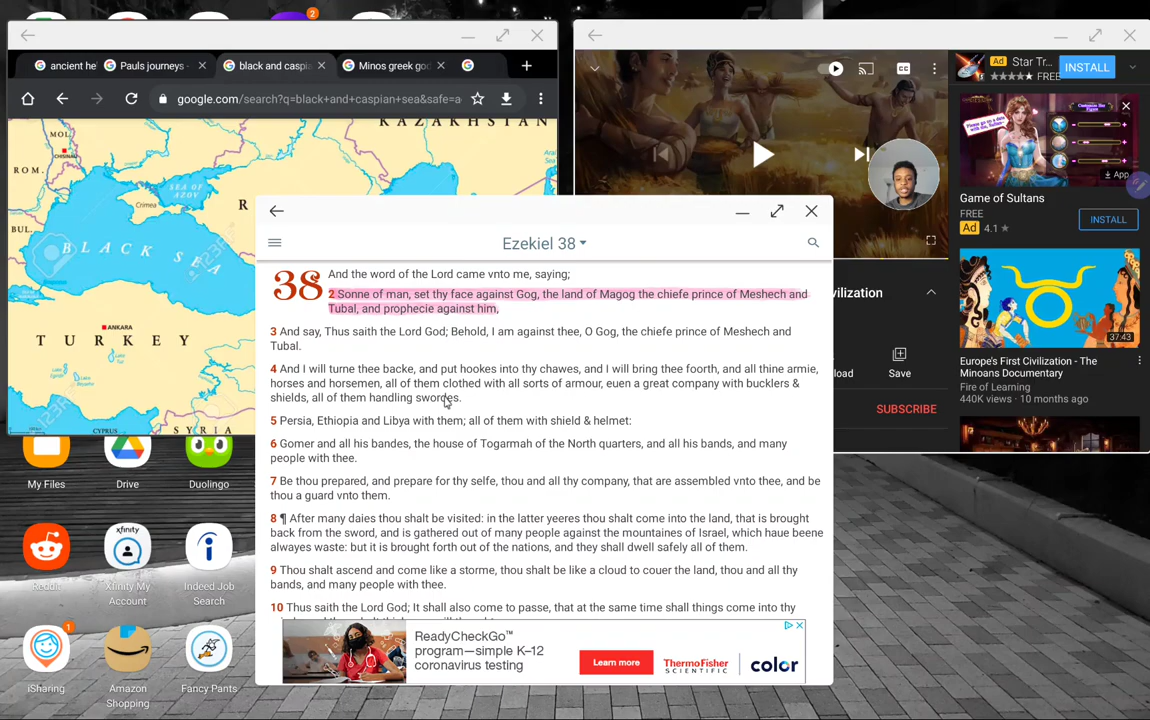 2
ancient he
Pauls journeys -
black and caspia
Minos greek go
google.com/search?q=black+and+caspian+sea&safe=a
KAZAKHSTAN
MOL.
CHISINAU
ROM.
SEA OF
AZOV
Crimea
R
Aral
BUL.
BLACK SEA
123RF
ANKARA
TURKEY
CYPRUS
SYRIA
CC
Ad Star Tr...
FREE
INSTALL
App
Game of Sultans
FREE
Ad 4.1
INSTALL
37:43
Europe's First Civilization - The
Minoans Documentary
Fire of Learning
440K views · 10 months ago
vilization
load
Save
SUBSCRIBE
Ezekiel 38
38 And the word of the Lord came vnto me, saying;
2 Sonne of man, set thy face against Gog, the land of Magog the chiefe prince of Meshech and
Tubal, and prophecie against him,
3 And say, Thus saith the Lord God; Behold, I am against thee, O Gog, the chiefe prince of Meshech and
Tubal.
4 And I will turne thee backe, and put hookes into thy chawes, and I will bring thee foorth, and all thine armie,
horses and horsemen, all of them clothed with all sorts of armour, euen a great company with bucklers &
shields, all of them handling swordes.
5 Persia, Ethiopia and Libya with them; all of them with shield & helmet:
6 Gomer and all his bandes, the house of Togarmah of the North quarters, and all his bands, and many
people with thee.
7 Be thou prepared, and prepare for thy selfe, thou and all thy company, that are assembled vnto thee, and be
thou a guard vnto them.
8 ¶ After many daies thou shalt be visited: in the latter yeeres thou shalt come into the land, that is brought
back from the sword, and is gathered out of many people against the mountaines of Israel, which haue beene
alwayes waste: but it is brought forth out of the nations, and they shall dwell safely all of them.
9 Thou shalt ascend and come like a storme, thou shalt be like a cloud to couer the land, thou and all thy
bands, and many people with thee.
10 Thus saith the Lord God; It shall also come to passe, that at the same time shall things come into thy
ReadyCheckGo™
program—simple K–12
coronavirus testing
Learn more
ThermoFisher
SCIENTIFIC
color
My Files
Drive
Duolingo
Reddit
xfinity
Xfinity My
Account
Indeed Job
Search
1
iSharing
Amazon
Shopping
Fancy Pants